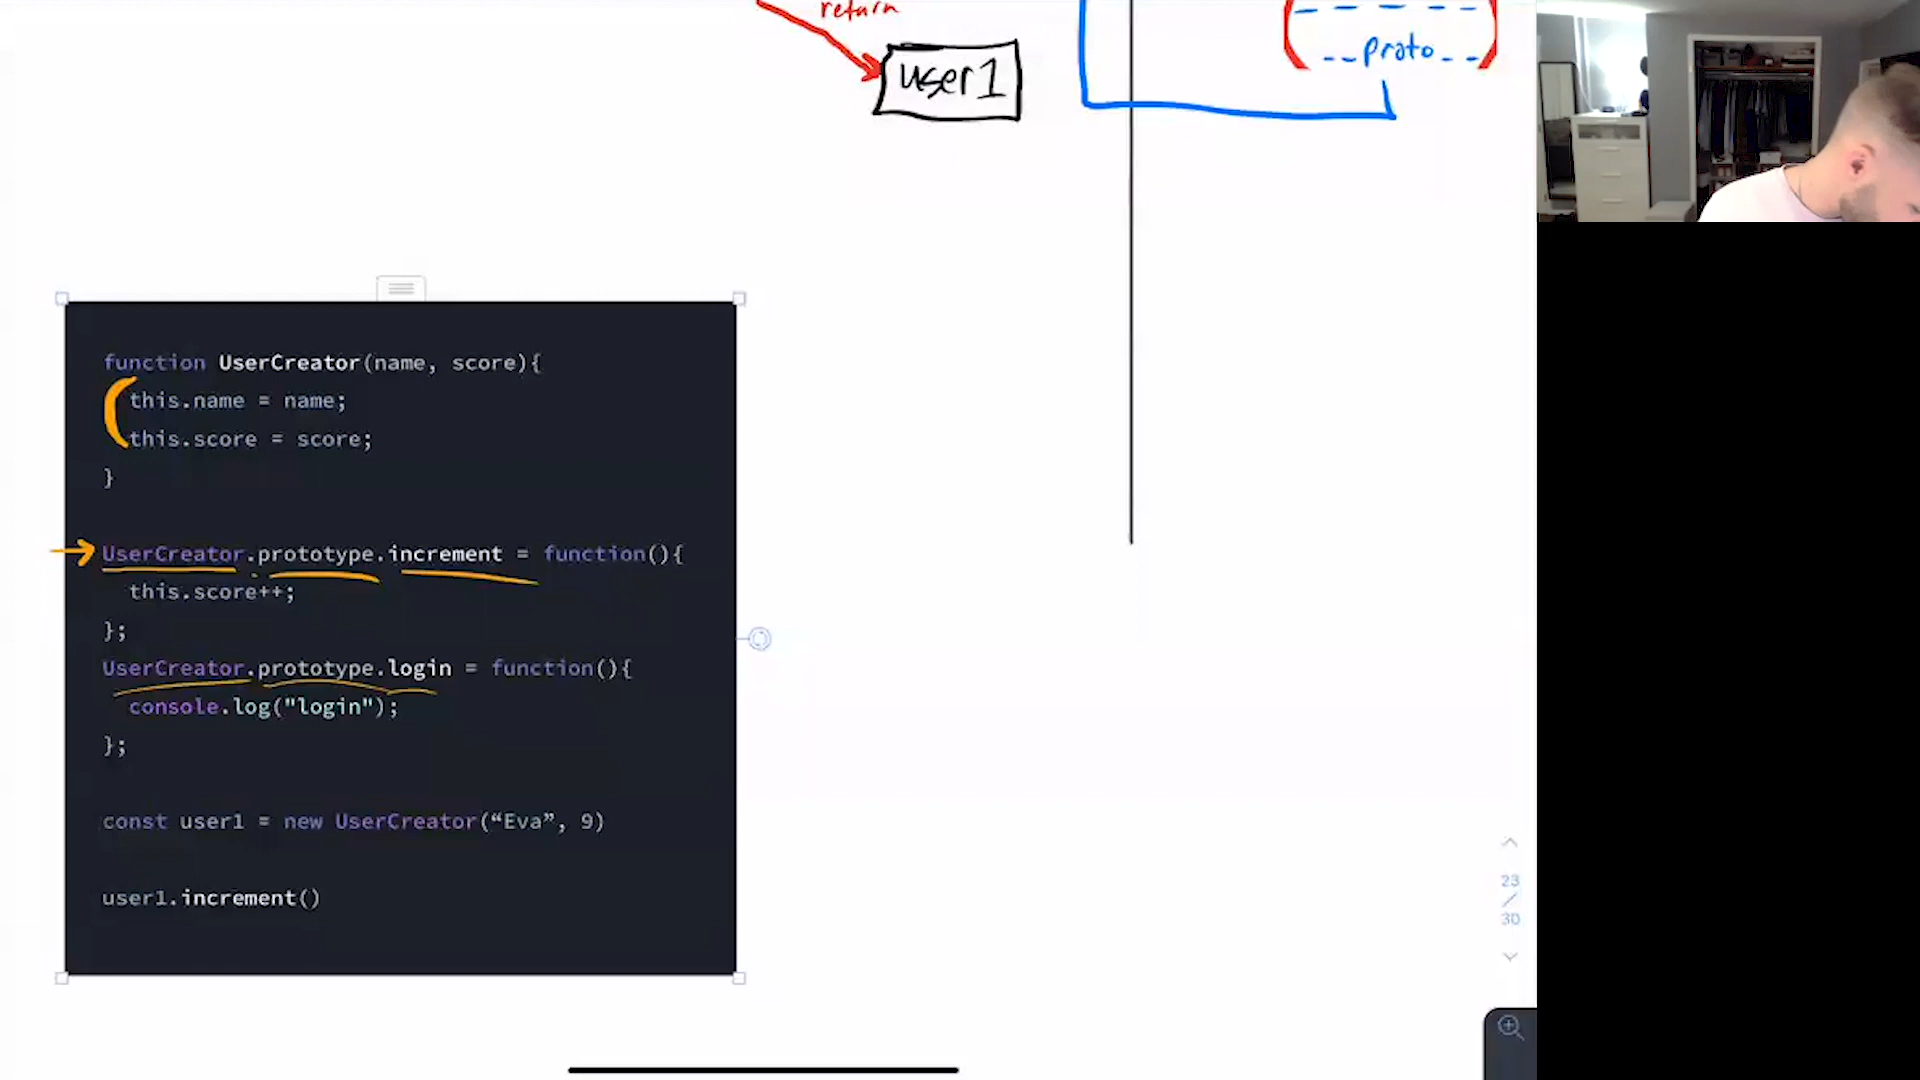 return
user1
--proto--
function UserCreator(name, score){
this.name = name;
this.score = score;
}
UserCreator.prototype.increment = function(){
this.score++;
};
UserCreator.prototype.login = function(){
console.log("login");
};
const user1 = new UserCreator(“Eva”, 9)
user1.increment()
23
/
30